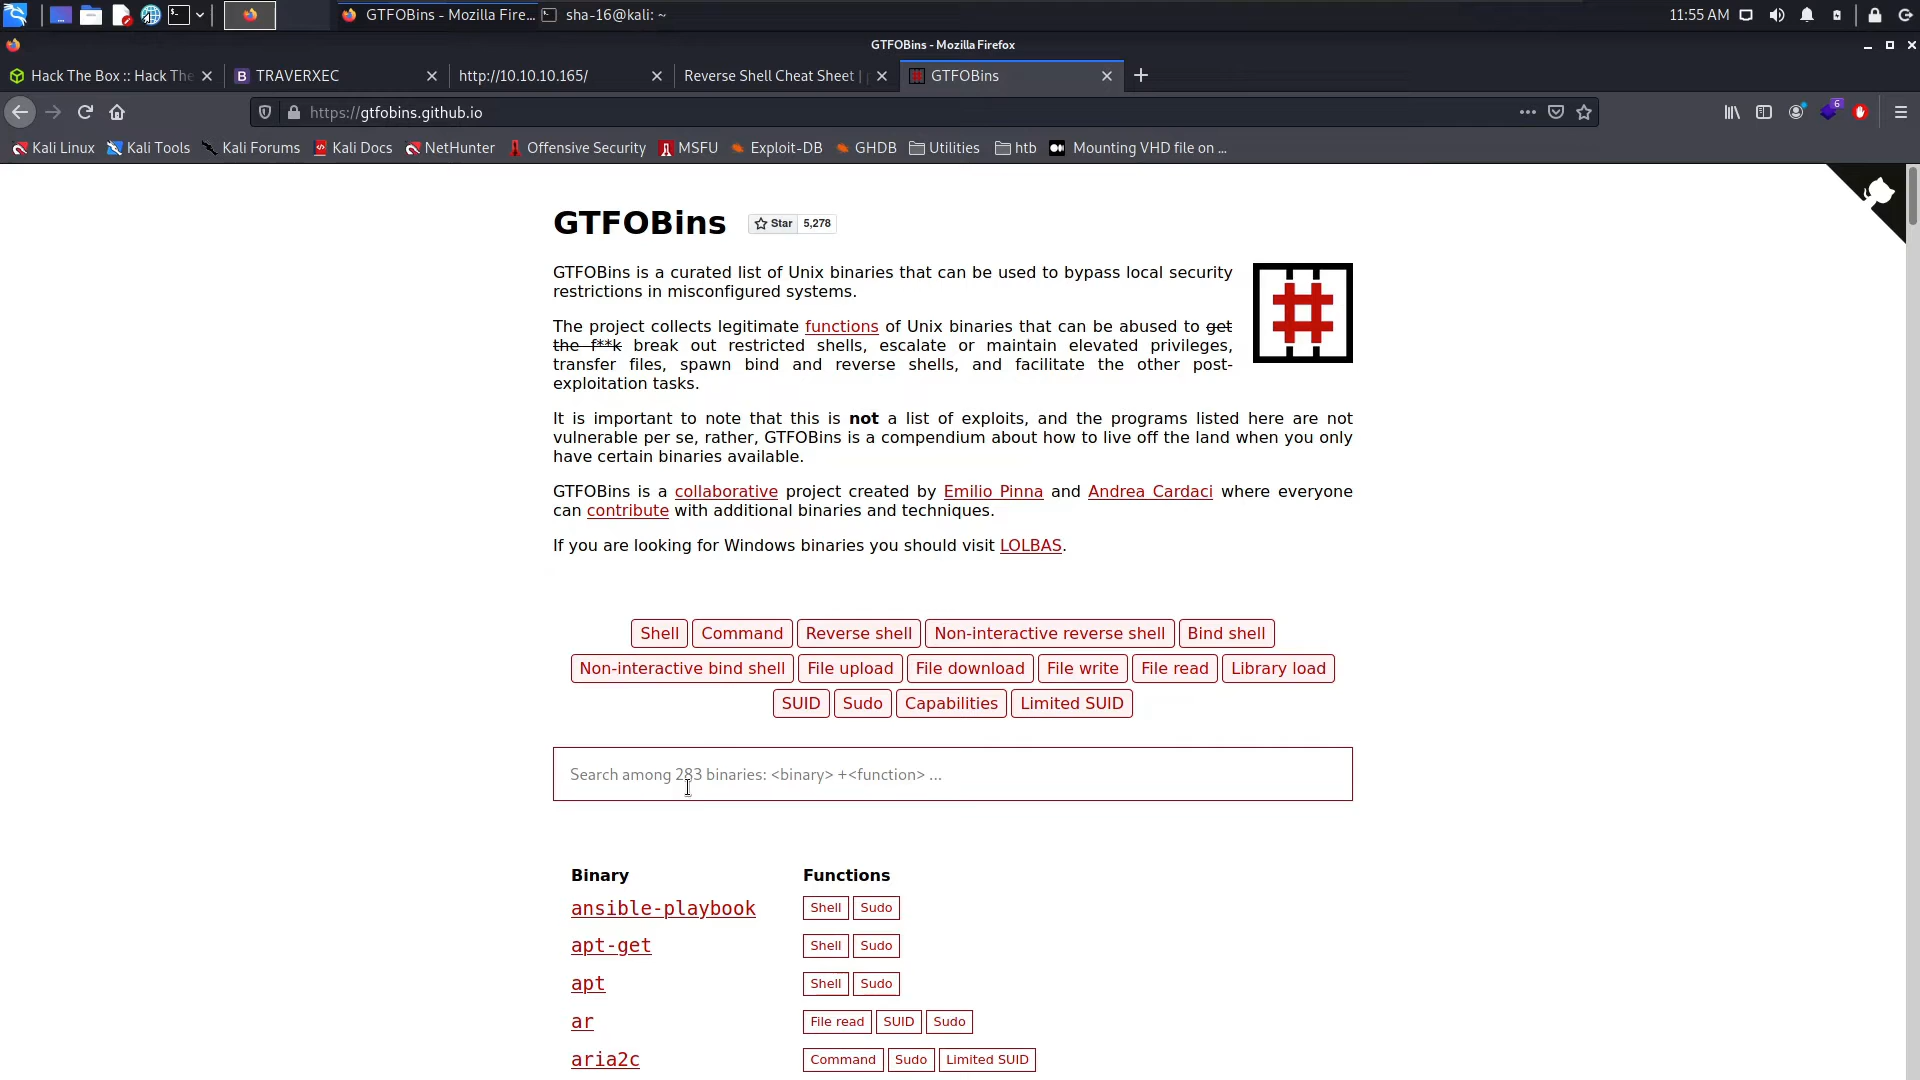 GTFOBins - Mozilla Fire...
sha-16@kali: ~
11:55 AM
GTFOBins - Mozilla Firefox
Hack The Box :: Hack The
TRAVERXEC
http://10.10.10.165/
Reverse Shell Cheat Sheet |
GTFOBins
https://gtfobins.github.io
6
Kali Linux
Kali Tools
Kali Forums
Kali Docs
NetHunter
Offensive Security
MSFU
Exploit-DB
GHDB
Utilities
htb
Mounting VHD file on ...
GTFOBins
Star 5,278
GTFOBins is a curated list of Unix binaries that can be used to bypass local security
restrictions in misconfigured systems.
The project collects legitimate functions of Unix binaries that can be abused to get
the f**k break out restricted shells, escalate or maintain elevated privileges,
transfer files, spawn bind and reverse shells, and facilitate the other post-
exploitation tasks.
It is important to note that this is not a list of exploits, and the programs listed here are not
vulnerable per se, rather, GTFOBins is a compendium about how to live off the land when you only
have certain binaries available.
GTFOBins is a collaborative project created by Emilio Pinna and Andrea Cardaci where everyone
can contribute with additional binaries and techniques.
If you are looking for Windows binaries you should visit LOLBAS.
Shell Command Reverse shell Non-interactive reverse shell Bind shell
Non-interactive bind shell File upload File download File write File read Library load
SUID Sudo Capabilities Limited SUID
Search among 283 binaries: <binary> +<function> ...
Binary Functions
ansible-playbook Shell Sudo
apt-get Shell Sudo
apt Shell Sudo
ar File read SUID Sudo
aria2c Command Sudo Limited SUID